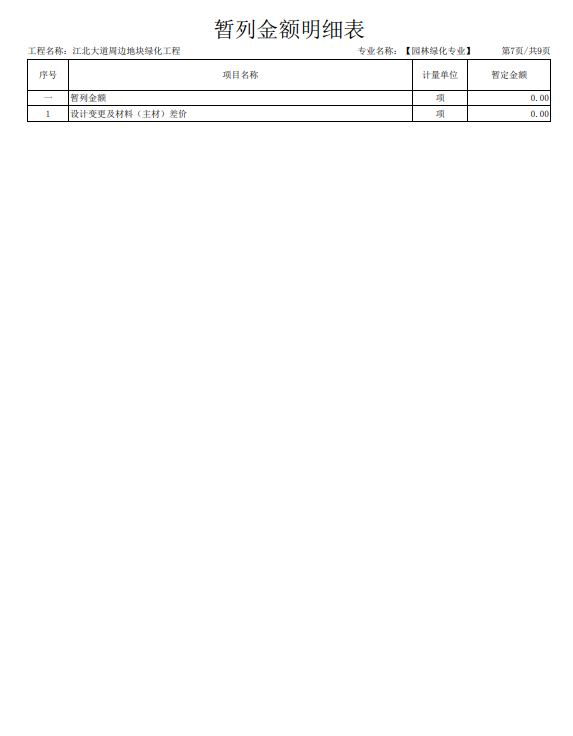 暂列金额明细表
工程名称：江北大道周边地块绿化工程 专业名称：【园林绿化专业】 第7页/共9页
序号 项目名称 计量单位 暂定金额
一 暂列金额 项 0.00
1 设计变更及材料（主材）差价 项 0.00